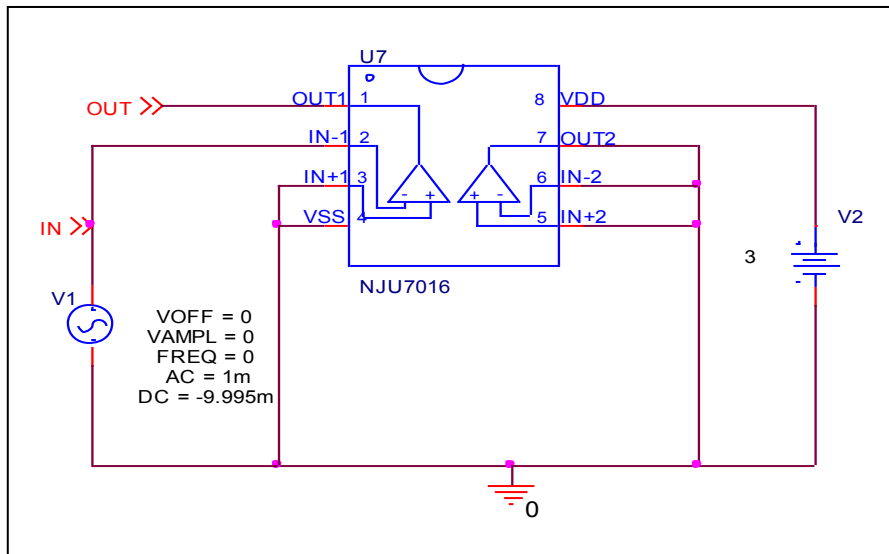 U7
OUT
OUT1 1
8 VDD
IN-1 2
7 OUT2
IN+1 3
6 IN-2
- +
+ -
VSS 4
5 IN+2
IN
V2
3
NJU7016
V1
VOFF = 0
VAMPL = 0
FREQ = 0
AC = 1m
DC = -9.995m
0